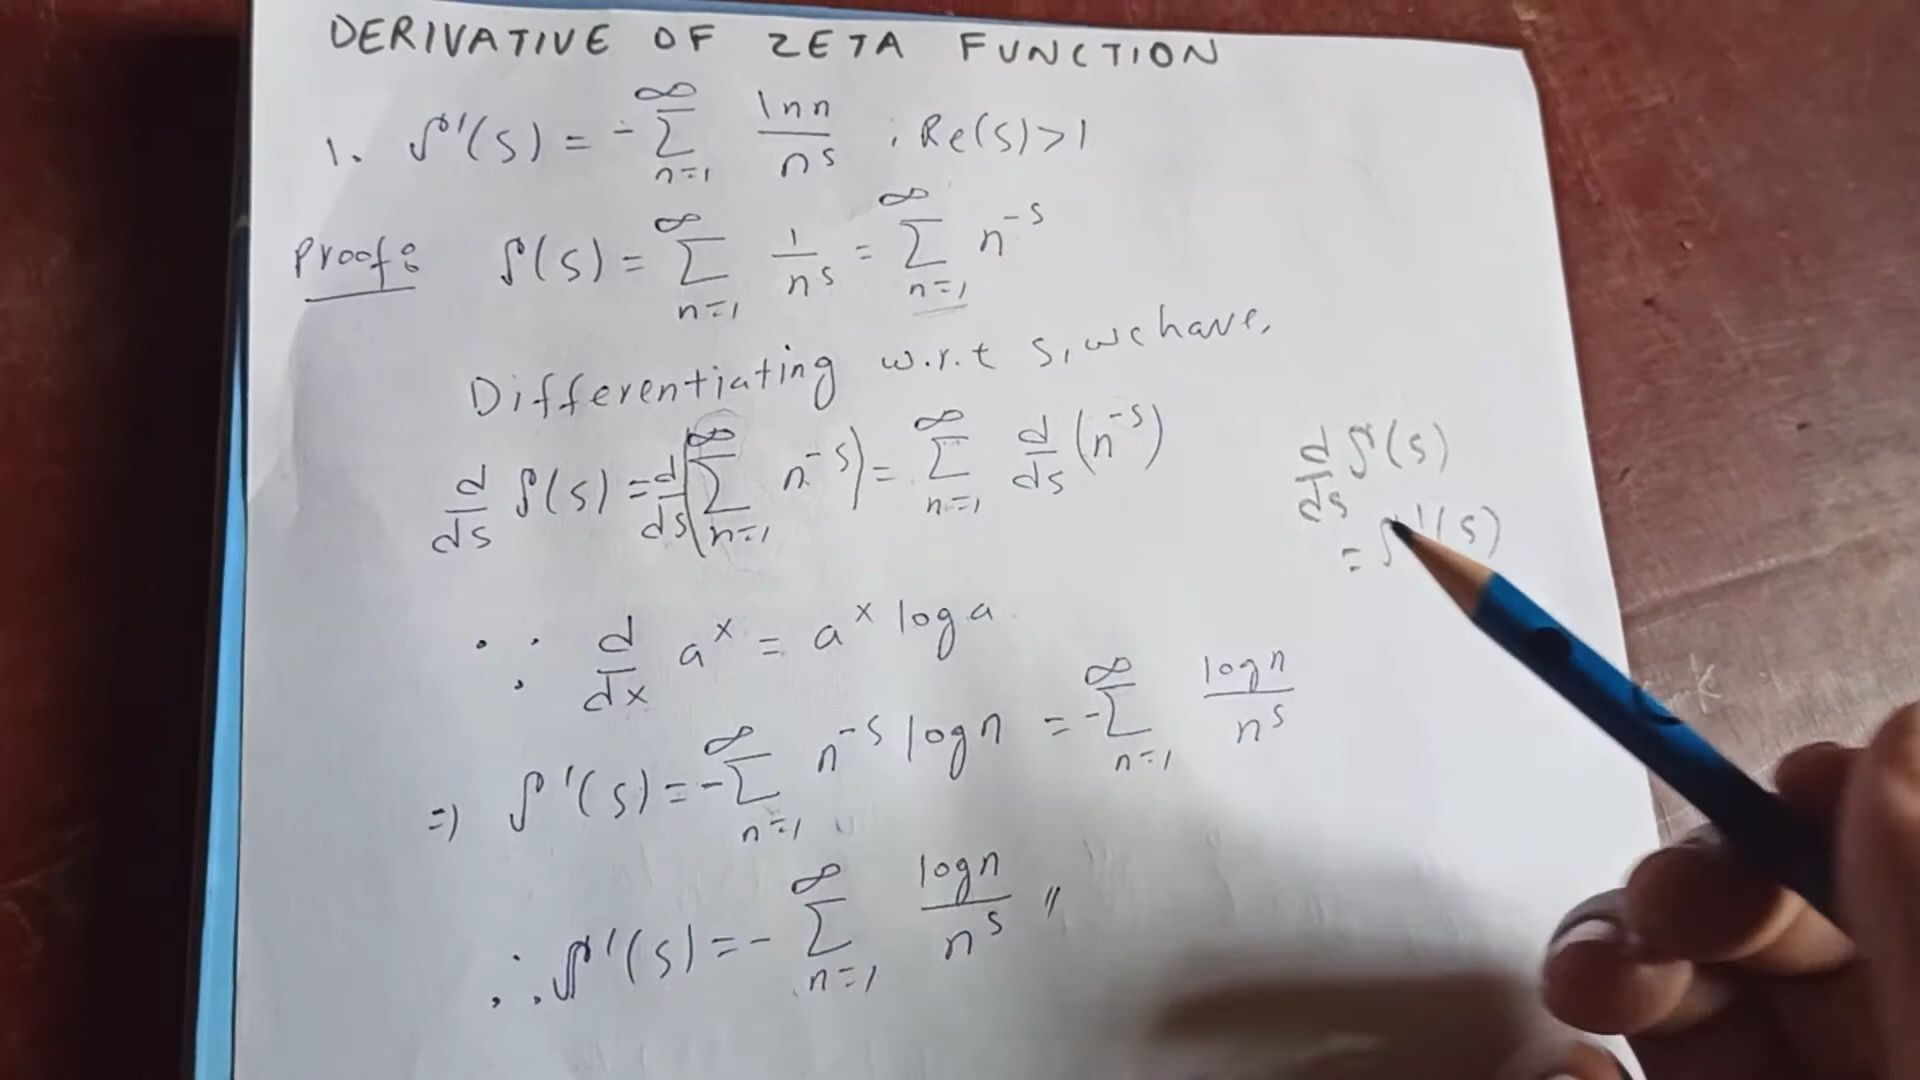 DERIVATIVE OF ZETA FUNCTION
1. ζ'(s) = -∑_{n=1}^{∞} ln n / n^s ; Re(s)>1
Proof: ζ(s) = ∑_{n=1}^{∞} 1/n^s = ∑_{n=1}^{∞} n^{-s}
Differentiating w.r.t s, we have,
d/ds ζ(s) = d/ds (∑_{n=1}^{∞} n^{-s}) = ∑_{n=1}^{∞} d/ds (n^{-s})
d/ds ζ(s)
= ζ'(s)
∵ d/dx a^x = a^x log a
=> ζ'(s) = -∑_{n=1}^{∞} n^{-s} log n = -∑_{n=1}^{∞} log n / n^s
∴ ζ'(s) = -∑_{n=1}^{∞} log n / n^s //